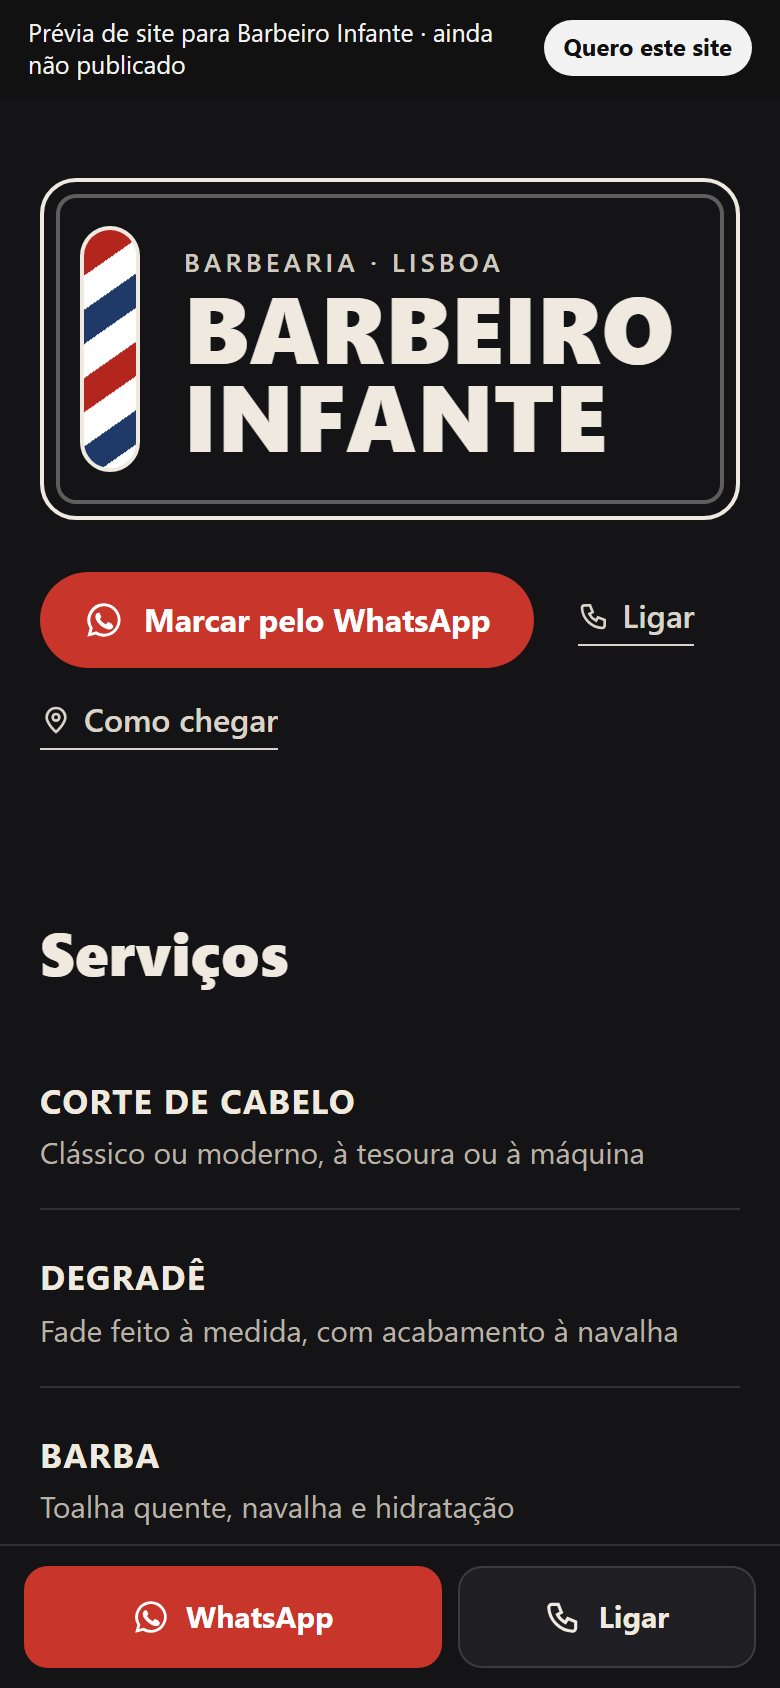 Prévia de site para Barbeiro Infante · ainda
não publicado
Quero este site
BARBEARIA · LISBOA
BARBEIRO
INFANTE
Marcar pelo WhatsApp
Ligar
Como chegar
Serviços
CORTE DE CABELO
Clássico ou moderno, à tesoura ou à máquina
DEGRADÊ
Fade feito à medida, com acabamento à navalha
BARBA
Toalha quente, navalha e hidratação
WhatsApp
Ligar